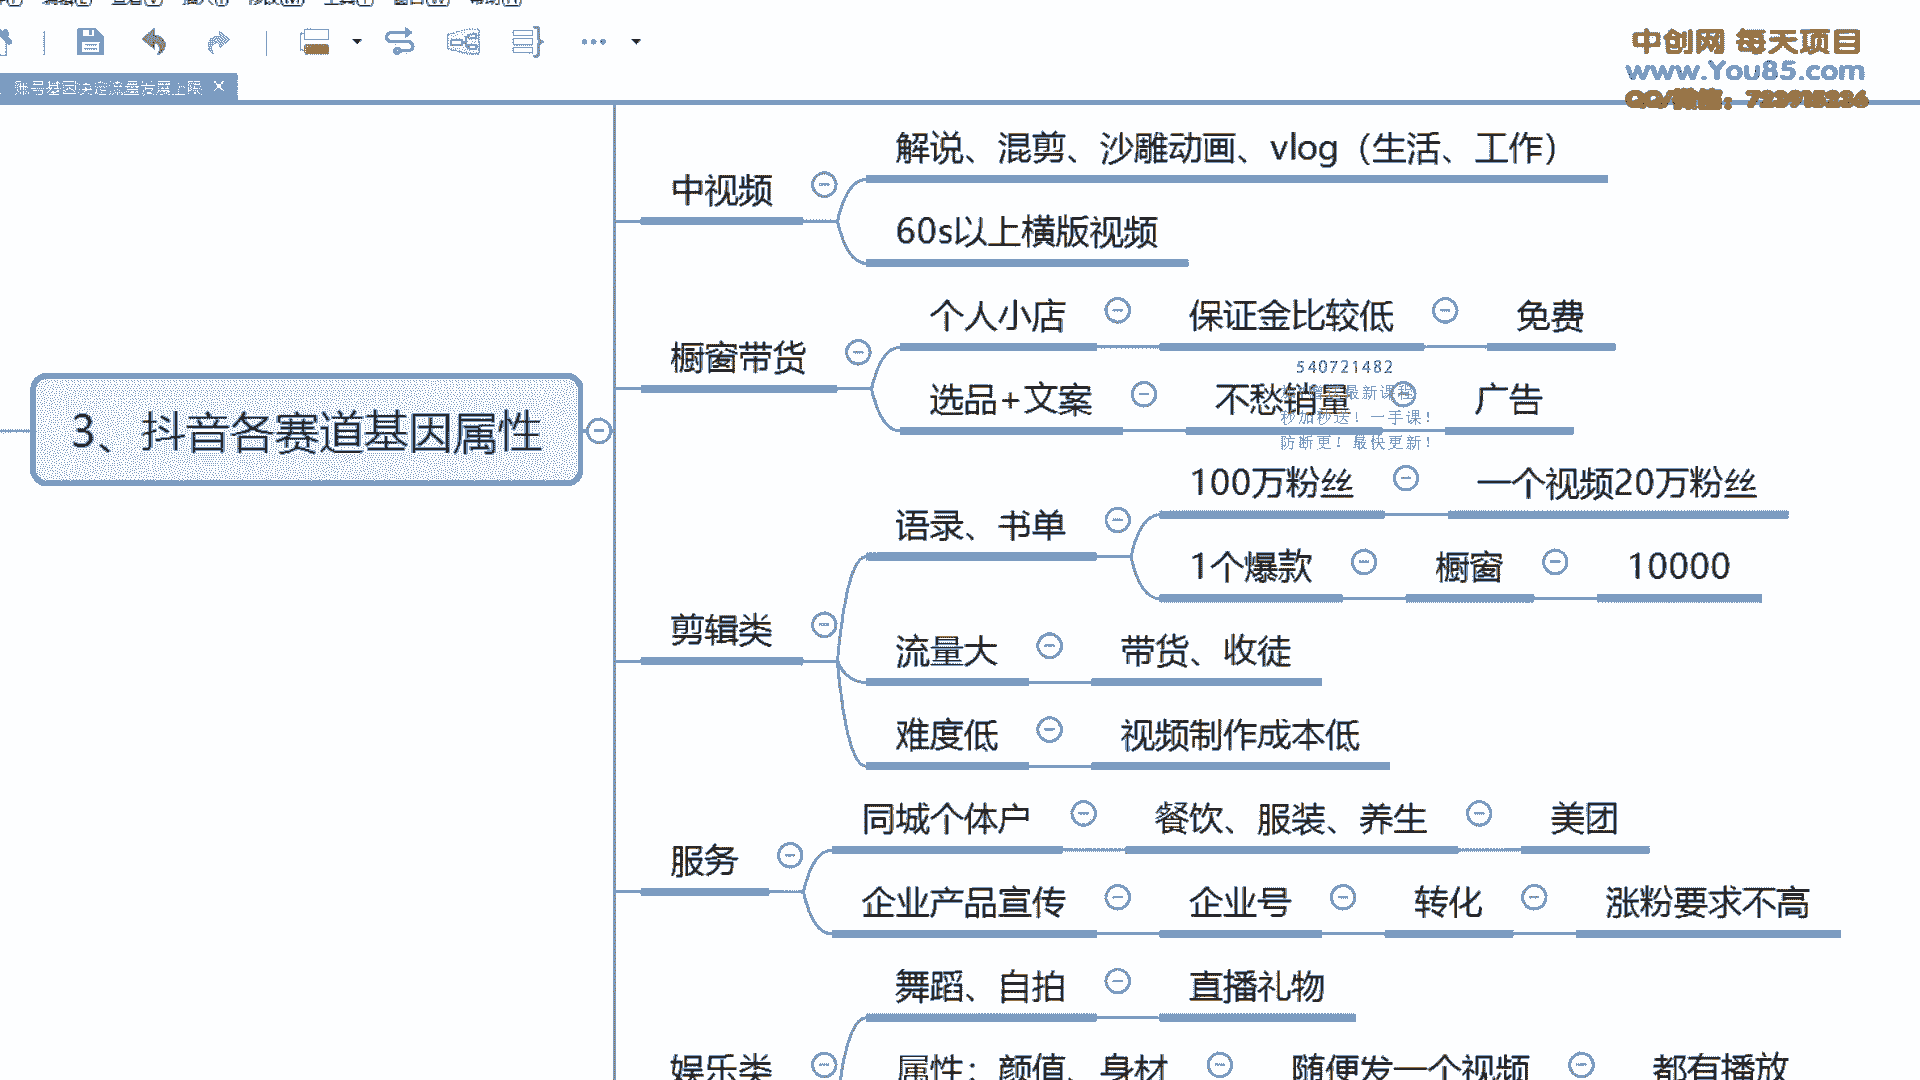 中创网 每天项目
www.You85.com
账号基因决定流量发展上限
解说、混剪、沙雕动画、vlog（生活、工作）
中视频
60s以上横版视频
个人小店 保证金比较低 免费
橱窗带货
540721482
选品+文案 不愁销量 广告
秒加秒送！一手课！
防断更！最快更新！
3、抖音各赛道基因属性
100万粉丝 一个视频20万粉丝
语录、书单
1个爆款 橱窗 10000
剪辑类
流量大 带货、收徒
难度低 视频制作成本低
同城个体户 餐饮、服装、养生 美团
服务
企业产品宣传 企业号 转化 涨粉要求不高
舞蹈、自拍 直播礼物
娱乐类
属性：颜值、身材 随便发一个视频 都有播放